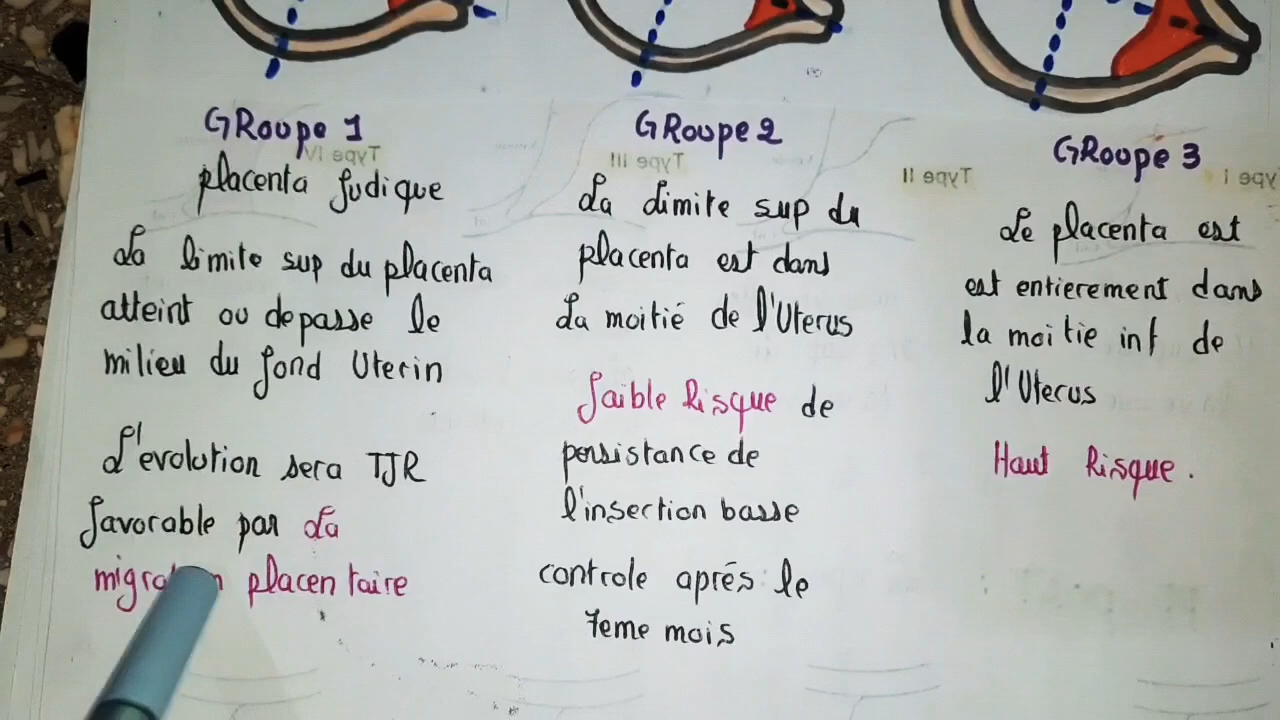 GRoupe 1
placenta fudique
La limite sup du placenta
atteint ou depasse le
milieu du fond Uterin
L'evolution sera TJR
favorable par La
placentaire
GRoupe 2
Type III
La limite sup du
placenta est dans
La moitié de l'Uterus
faible Risque de
persistance de
l'insection basse
controle aprés le
7eme mois
GRoupe 3
Type II
Le placenta est
est entierement dans
la moitie inf de
l'Uterus
Haut Risque.
Type IV
Type I